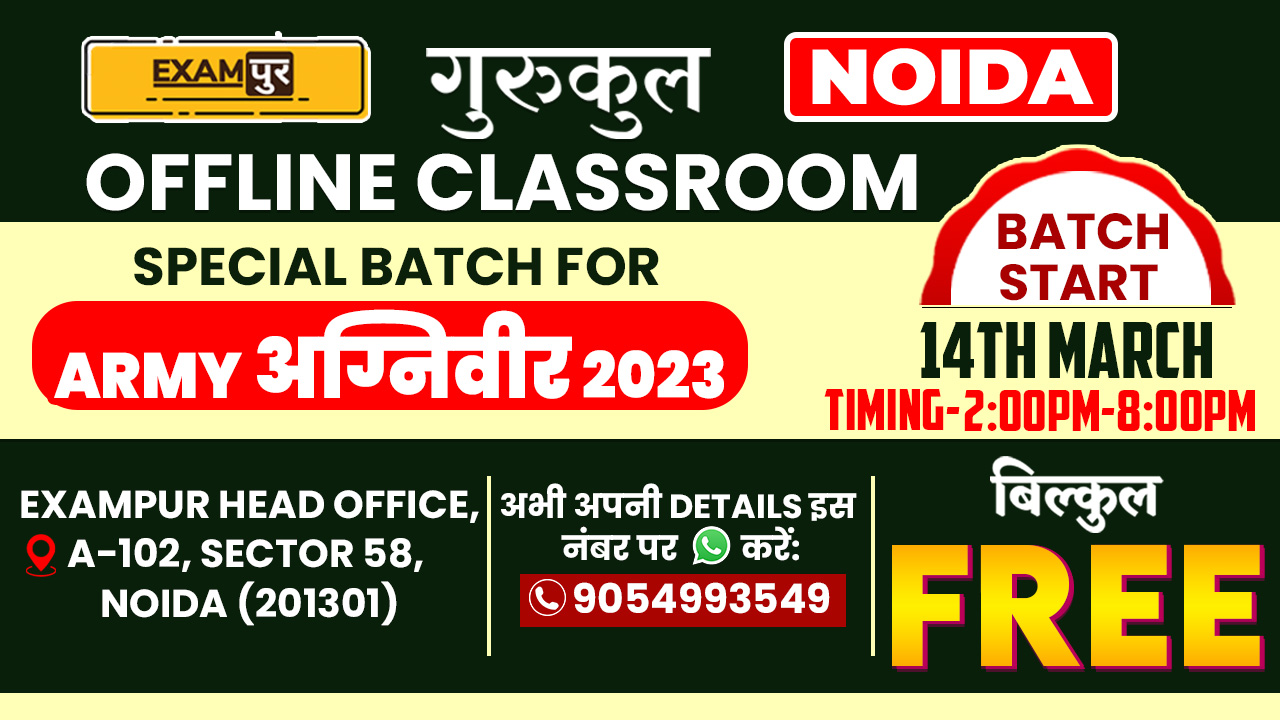 EXAMपुर गुरुकुल NOIDA
OFFLINE CLASSROOM
SPECIAL BATCH FOR
ARMY अग्निवीर 2023
BATCH
START
14TH MARCH
TIMING-2:00PM-8:00PM
EXAMPUR HEAD OFFICE,
A-102, SECTOR 58,
NOIDA (201301)
अभी अपनी DETAILS इस
नंबर पर करें:
9054993549
बिल्कुल
FREE